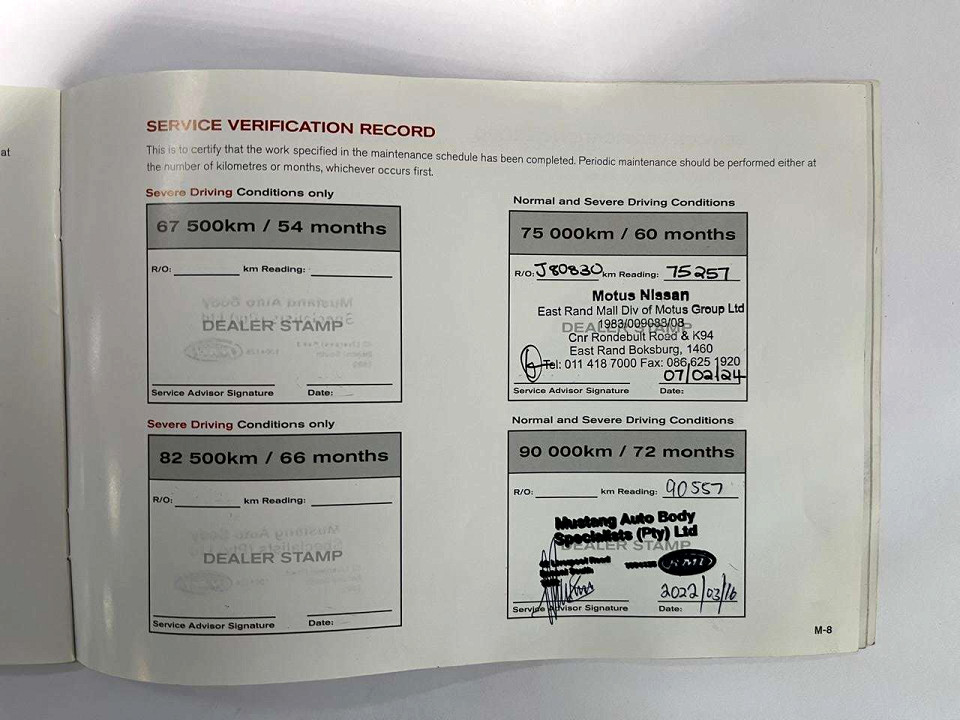 at
SERVICE VERIFICATION RECORD
This is to certify that the work specified in the maintenance schedule has been completed. Periodic maintenance should be performed either at
the number of kilometres or months, whichever occurs first.
Severe Driving Conditions only
67 500km / 54 months
R/O: km Reading:
DEALER STAMP
Service Advisor Signature Date:
Normal and Severe Driving Conditions
75 000km / 60 months
R/O: J80830 km Reading: 75257
Motus Nissan
East Rand Mall Div of Motus Group Ltd
1983/009088/08
DEALER STAMP
Cnr Rondebult Road & K94
East Rand Boksburg, 1460
Tel: 011 418 7000 Fax: 086 625 1920
07/02/24
Service Advisor Signature Date:
Severe Driving Conditions only
82 500km / 66 months
R/O: km Reading:
DEALER STAMP
Service Advisor Signature Date:
Normal and Severe Driving Conditions
90 000km / 72 months
R/O: km Reading: 90557
Mustang Auto Body
Specialists (Pty) Ltd
DEALER STAMP
RMI
2022/03/16
Service Advisor Signature Date:
M-8